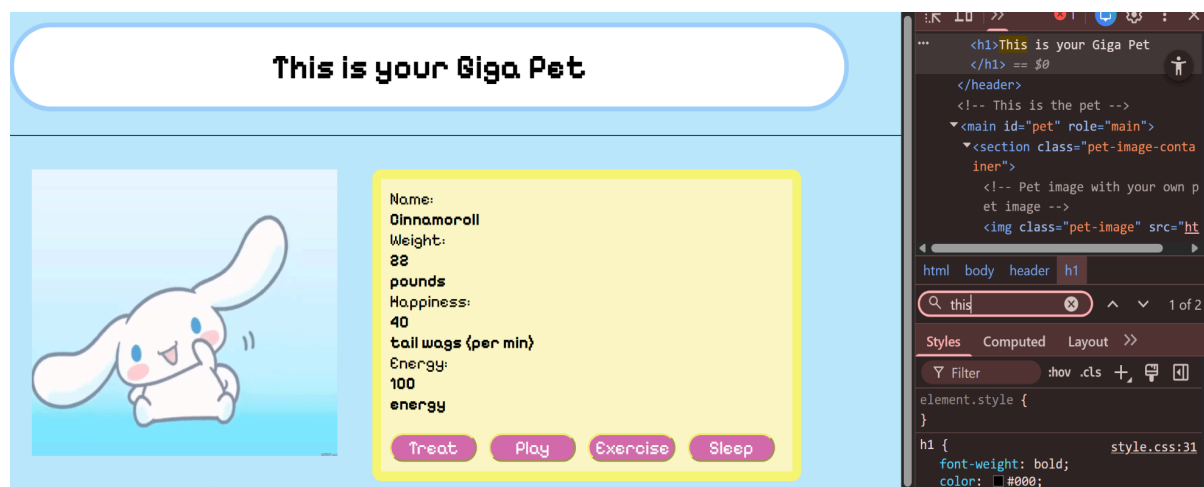 This is your Giga Pet
Name:
Cinnamoroll
Weight:
88
pounds
Happiness:
40
tail wags (per min)
Energy:
100
energy
Treat Play Exercise Sleep
1
<h1>This is your Giga Pet
</h1> == $0
</header>
<!-- This is the pet -->
<main id="pet" role="main">
<section class="pet-image-conta
iner">
<!-- Pet image with your own p
et image -->
<img class="pet-image" src="ht
html body header h1
this 1 of 2
Styles Computed Layout
Filter :hov .cls
element.style {
}
h1 { style.css:31
font-weight: bold;
color: #000;